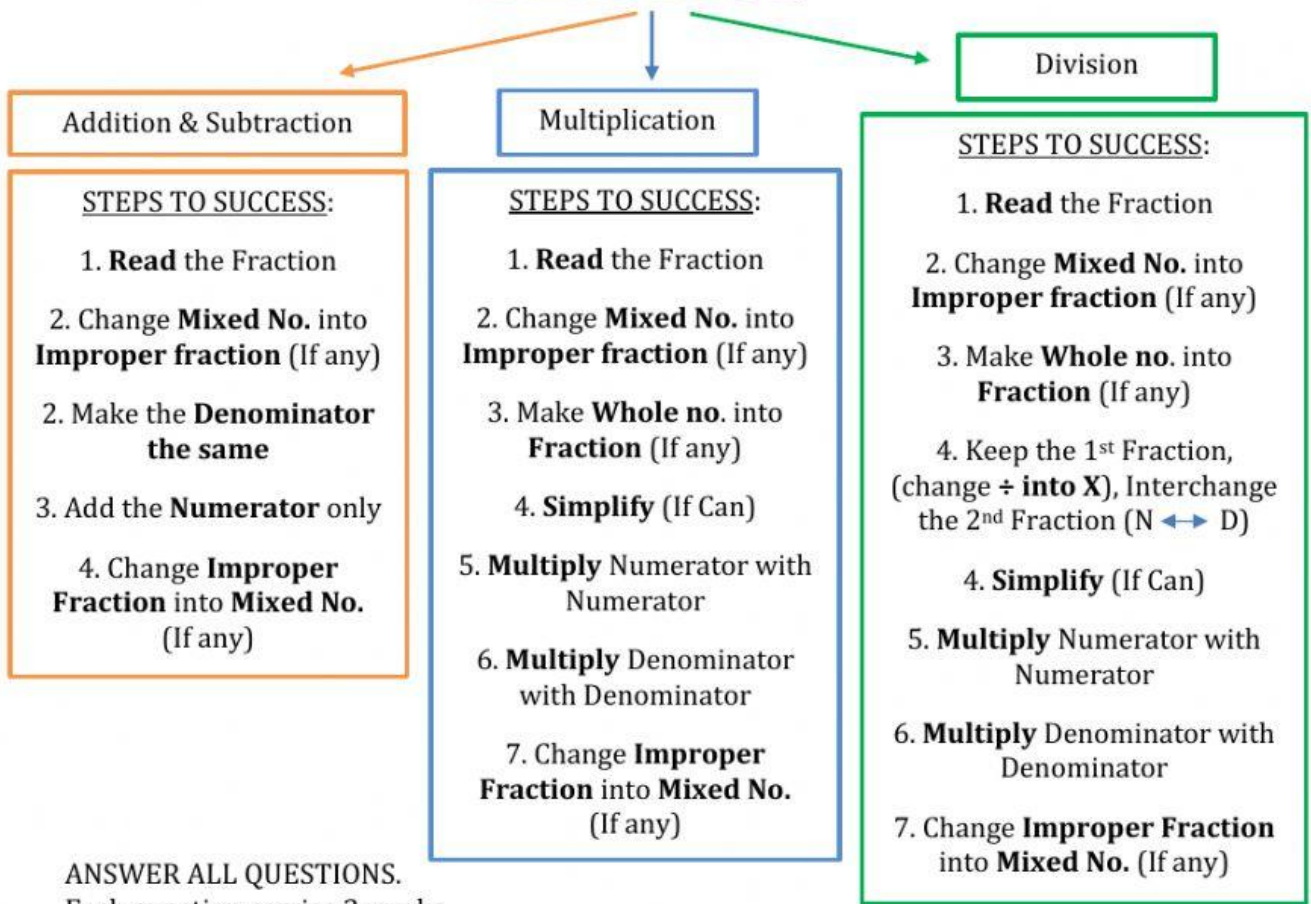 Addition & Subtraction
STEPS TO SUCCESS:
1. Read the Fraction
2. Change Mixed No. into
Improper fraction (If any)
2. Make the Denominator
the same
3. Add the Numerator only
4. Change Improper
Fraction into Mixed No.
(If any)
Multiplication
STEPS TO SUCCESS:
1. Read the Fraction
2. Change Mixed No. into
Improper fraction (If any)
3. Make Whole no. into
Fraction (If any)
4. Simplify (If Can)
5. Multiply Numerator with
Numerator
6. Multiply Denominator
with Denominator
7. Change Improper
Fraction into Mixed No.
(If any)
Division
STEPS TO SUCCESS:
1. Read the Fraction
2. Change Mixed No. into
Improper fraction (If any)
3. Make Whole no. into
Fraction (If any)
4. Keep the 1st Fraction,
(change ÷ into X), Interchange
the 2nd Fraction (N ↔ D)
4. Simplify (If Can)
5. Multiply Numerator with
Numerator
6. Multiply Denominator with
Denominator
7. Change Improper Fraction
into Mixed No. (If any)
ANSWER ALL QUESTIONS.